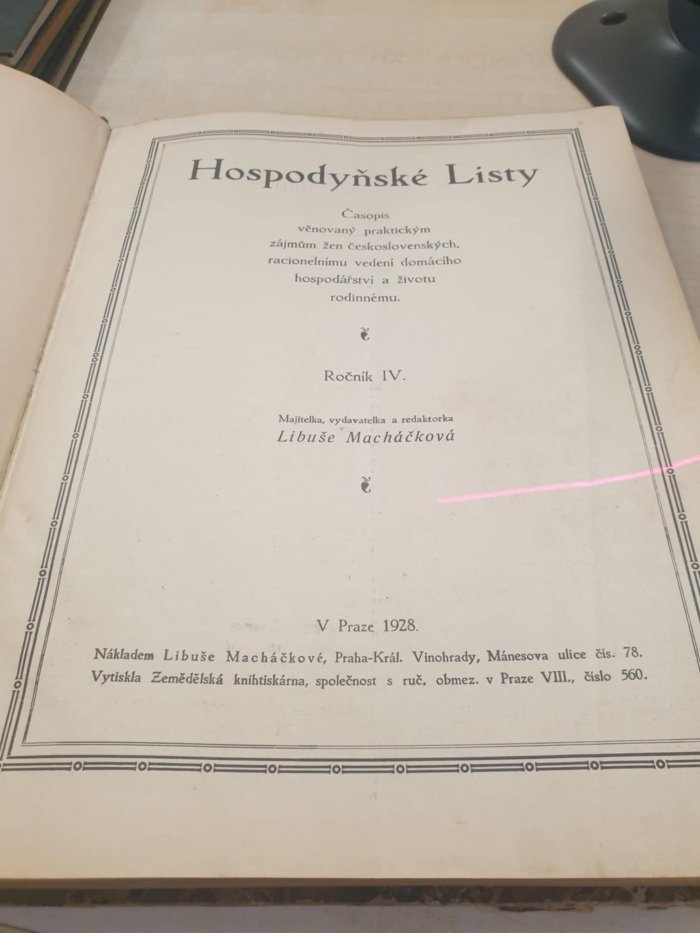 Hospodyňské Listy
Časopis
věnovaný praktickým
zájmům žen československých,
racionelnímu vedení domácího
hospodářství a životu
rodinnému.
Ročník IV.
Majitelka, vydavatelka a redaktorka
Libuše Macháčková
V Praze 1928.
Nákladem Libuše Macháčkové, Praha-Král. Vinohrady, Mánesova ulice čís. 78.
Vytiskla Zemědělská knihtiskárna, společnost s ruč. obmez. v Praze VIII., číslo 560.